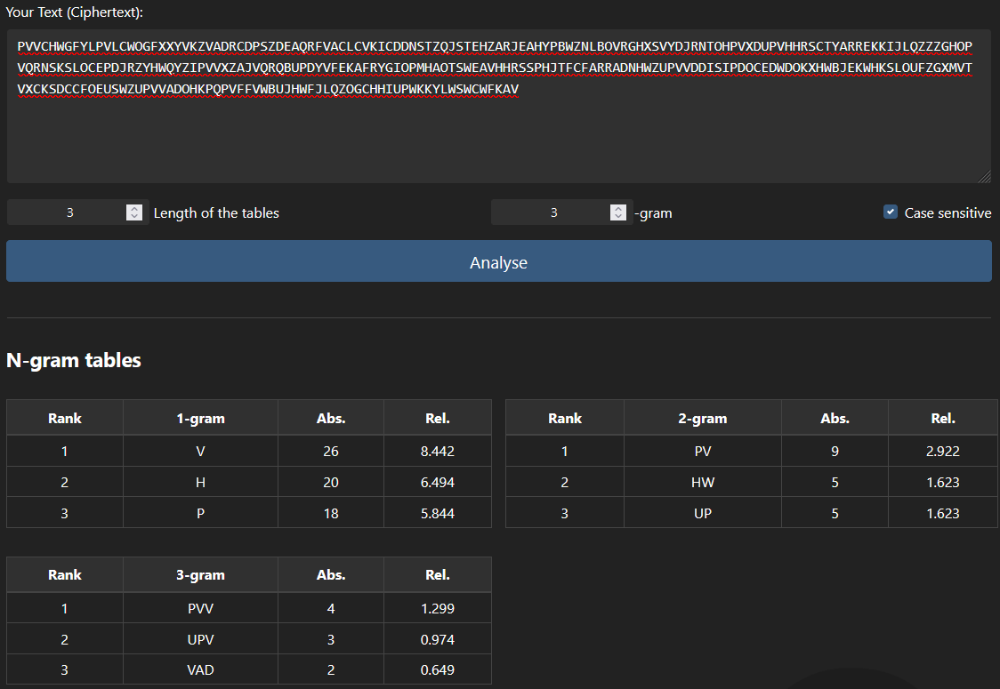 Your Text (Ciphertext):
PVVCHWGFYLPVLCWOGFXXYVKZVADRCDPSZDEAQRFVACLCVKICDDNSTZQJSTEHZARJEAHYPBWZNLBOVRGHXSVYDJRNTOHPVXDUPVHHRSCTYARREKKIJLQZZZGHOP
VQRNSKSLOCEPDJRZYHWQYZIPVVXZAJVQRQBUPDYVFEKAFRYGIOPMHAOTSWEAVHHRSSPHJTFCFARRADNHWZUPVVDDISIPDOCEDWDOKXHWBJEKWHKSLOUFZGXMVT
VXCKSDCCFOEUSWZUPVVADOHKPQPVFFVWBUJHWFJLQZOGCHHIUPWKKYLWSWCWFKAV
3 Length of the tables 3 -gram Case sensitive
Analyse
N-gram tables
Rank 1-gram Abs. Rel. Rank 2-gram Abs. Rel.
1 V 26 8.442 1 PV 9 2.922
2 H 20 6.494 2 HW 5 1.623
3 P 18 5.844 3 UP 5 1.623
Rank 3-gram Abs. Rel.
1 PVV 4 1.299
2 UPV 3 0.974
3 VAD 2 0.649